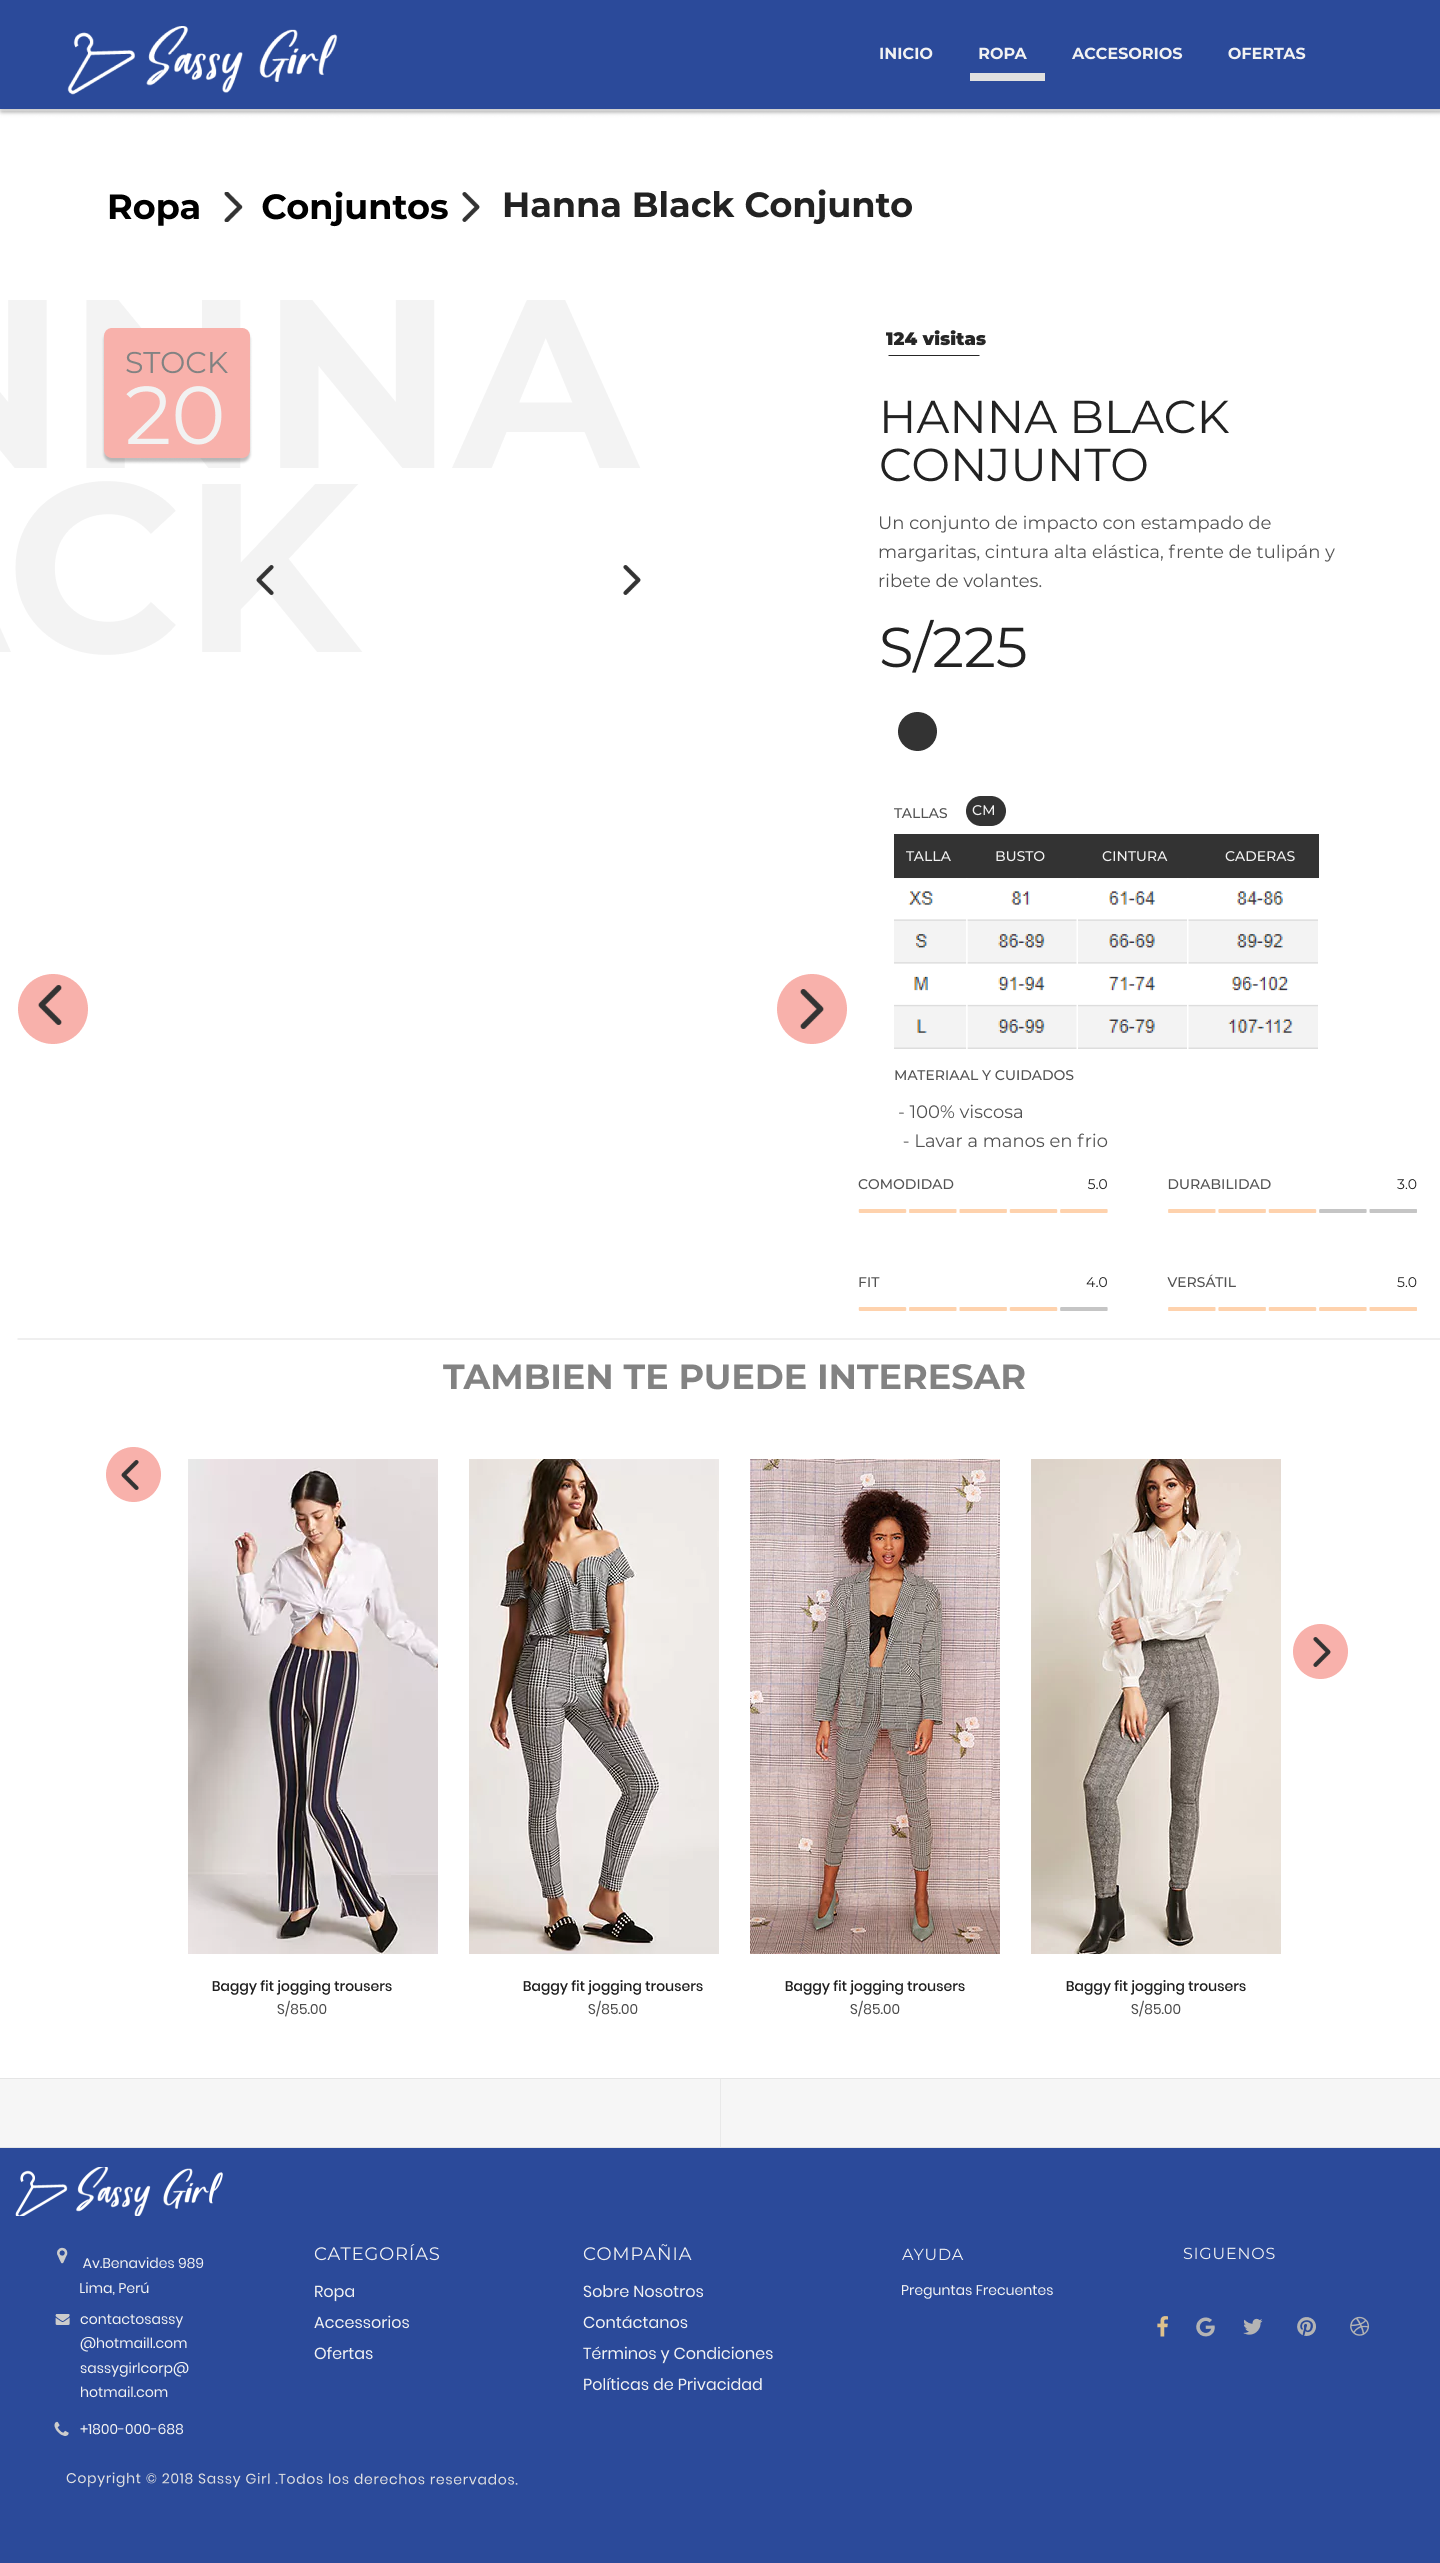 Sassy Girl
INICIO ROPA ACCESORIOS OFERTAS
Ropa > Conjuntos > Hanna Black Conjunto
NNNA
ACK
STOCK
20
124 visitas
HANNA BLACK
CONJUNTO
Un conjunto de impacto con estampado de
margaritas, cintura alta elástica, frente de tulipán y
ribete de volantes.
S/225
TALLAS CM
TALLA BUSTO CINTURA CADERAS
XS 81 61-64 84-86
S 86-89 66-69 89-92
M 91-94 71-74 96-102
L 96-99 76-79 107-112
MATERIAAL Y CUIDADOS
- 100% viscosa
- Lavar a manos en frio
COMODIDAD 5.0 DURABILIDAD 3.0
FIT 4.0 VERSÁTIL 5.0
TAMBIEN TE PUEDE INTERESAR
Baggy fit jogging trousers Baggy fit jogging trousers Baggy fit jogging trousers Baggy fit jogging trousers
S/85.00 S/85.00 S/85.00 S/85.00
Sassy Girl
Av.Benavides 989
Lima, Perú
contactosassy
@hotmaill.com
sassygirlcorp@
hotmail.com
+1800-000-688
CATEGORÍAS
Ropa
Accessorios
Ofertas
COMPAÑIA
Sobre Nosotros
Contáctanos
Términos y Condiciones
Políticas de Privacidad
AYUDA
Preguntas Frecuentes
SIGUENOS
Copyright © 2018 Sassy Girl .Todos los derechos reservados.